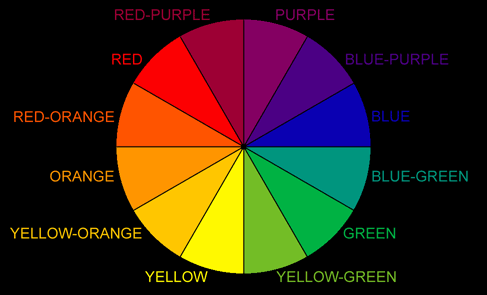 RED-PURPLE
PURPLE
RED
BLUE-PURPLE
RED-ORANGE
BLUE
ORANGE
BLUE-GREEN
YELLOW-ORANGE
GREEN
YELLOW
YELLOW-GREEN